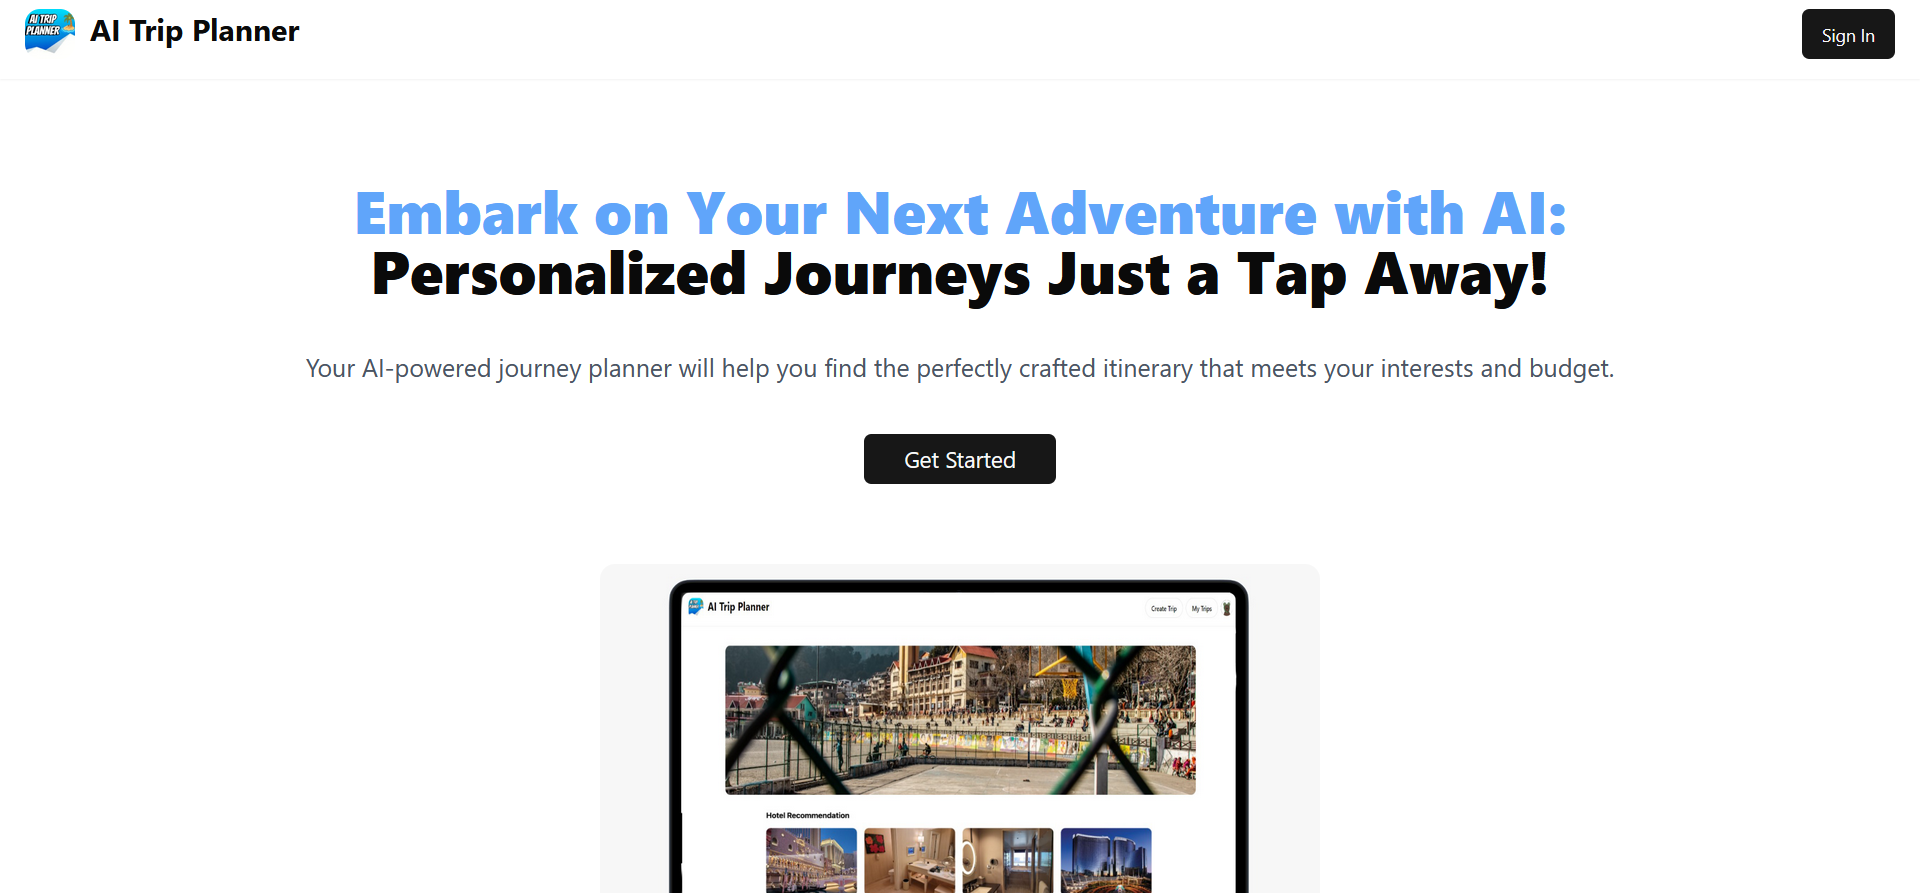 AI TRIP
PLANNER
AI Trip Planner
Sign In
Embark on Your Next Adventure with AI:
Personalized Journeys Just a Tap Away!
Your AI-powered journey planner will help you find the perfectly crafted itinerary that meets your interests and budget.
Get Started
AI Trip Planner
Create Trip
My Trips
Hotel Recommendation